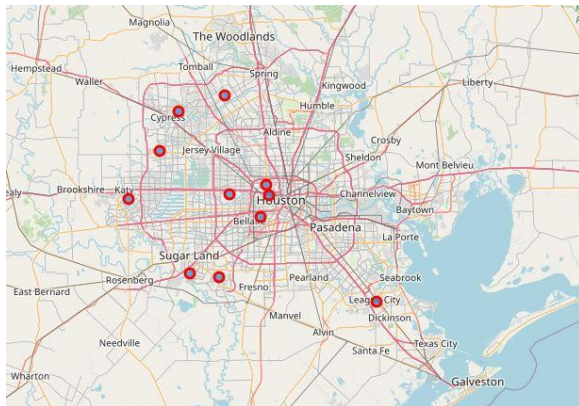 Magnolia
The Woodlands
Hempstead
Tomball
Spring
Waller
Kingwood
Liberty
Humble
Cypress
Aldine
Crosby
Jersey Village
Sheldon
Mont Belvieu
Brookshire
Katy
Channelview
Houston
Baytown
Bellai
Pasadena
La Porte
Sugar Land
Seabrook
Rosenberg
Pearland
East Bernard
Fresno
League City
Manvel
Dickinson
Alvin
Needville
Texas City
Santa Fe
Wharton
Galveston